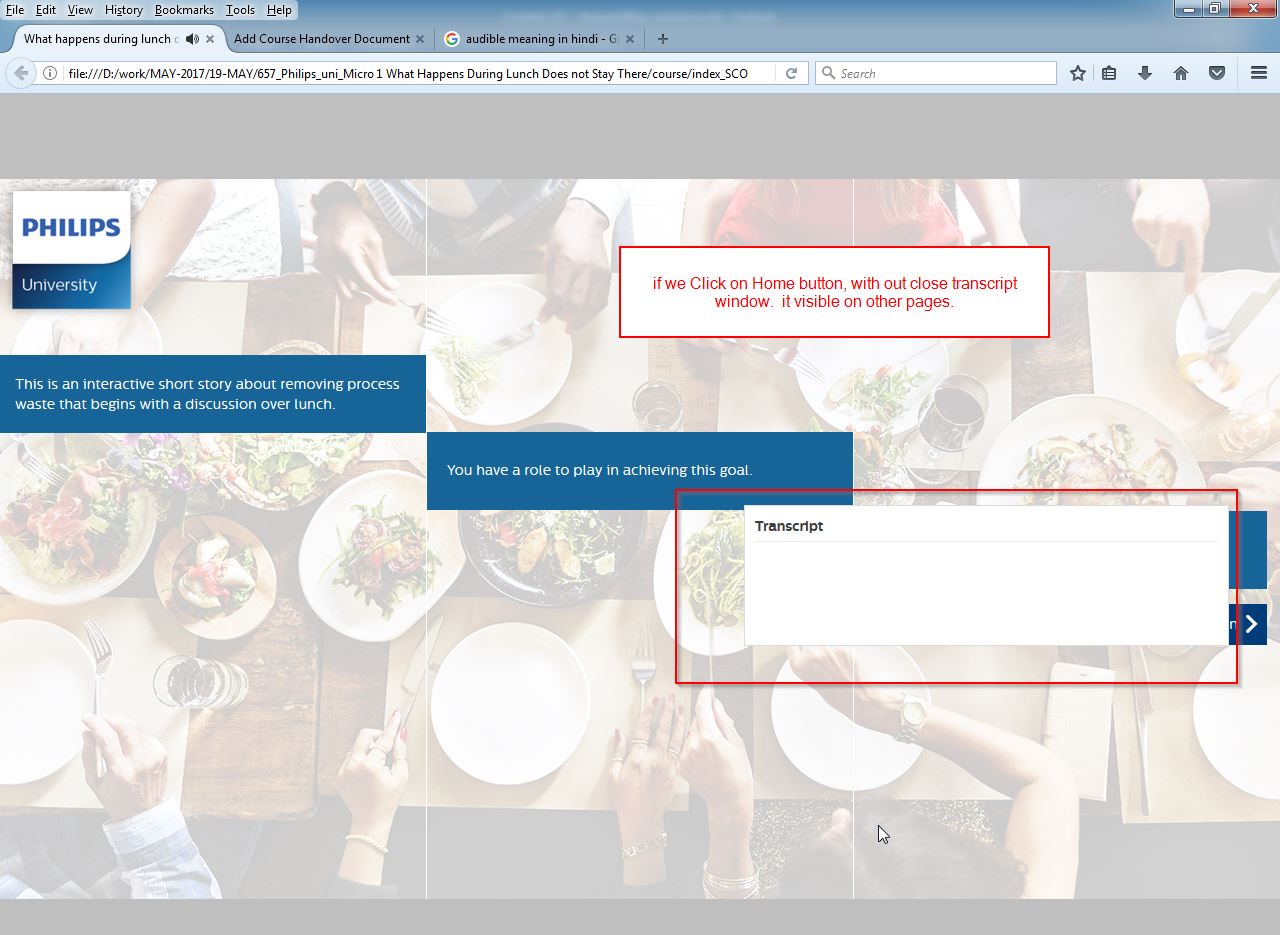 File Edit View History Bookmarks Tools Help
What happens during lunch
Add Course Handover Document
audible meaning in hindi - G
file:///D:/work/MAY-2017/19-MAY/657_Philips_uni_Micro 1 What Happens During Lunch Does not Stay There/course/index_SCO
Search
PHILIPS
University
if we Click on Home button, with out close transcript
window.  it visible on other pages.
This is an interactive short story about removing process
waste that begins with a discussion over lunch.
You have a role to play in achieving this goal.
Transcript